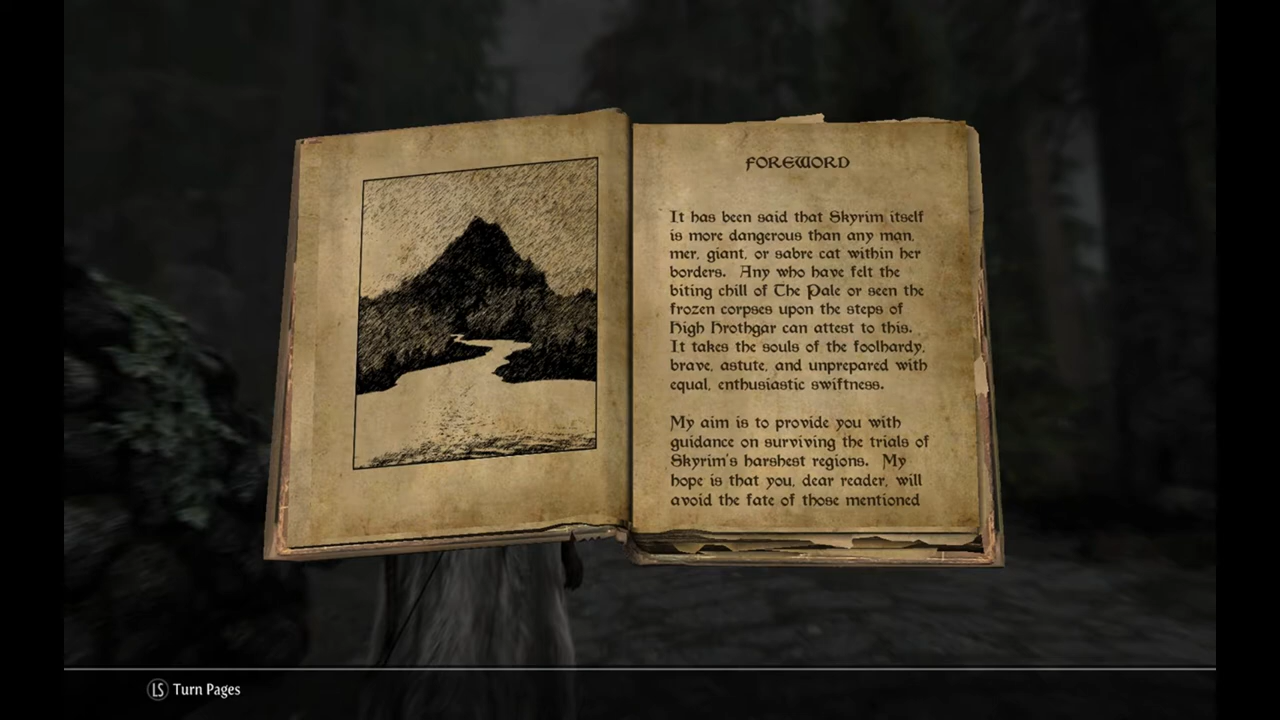 FOREWORD
It has been said that Skyrim itself
is more dangerous than any man,
mer, giant, or sabre cat within her
borders. Any who have felt the
biting chill of The Pale or seen the
frozen corpses upon the steps of
High Hrothgar can attest to this.
It takes the souls of the foolhardy,
brave, astute, and unprepared with
equal, enthusiastic swiftness.
My aim is to provide you with
guidance on surviving the trials of
Skyrim's harshest regions. My
hope is that you, dear reader, will
avoid the fate of those mentioned
LS Turn Pages